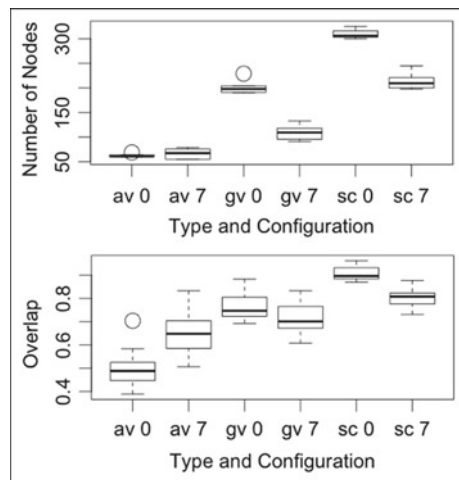 Number of Nodes
300
150
50
av 0 av 7 gv 0 gv 7 sc 0 sc 7
Type and Configuration
Overlap
0.8
0.6
0.4
av 0 av 7 gv 0 gv 7 sc 0 sc 7
Type and Configuration